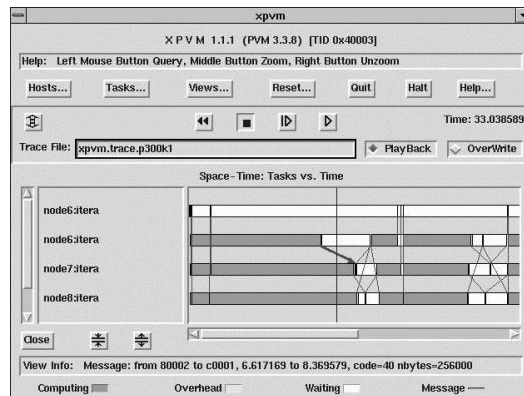 xpvm
X P V M 1.1.1 (PVM 3.3.8) [TID 0x40003]
Help: Left Mouse Button Query, Middle Button Zoom, Right Button Unzoom
Hosts... Tasks... Views... Reset... Quit Halt Help...
Time: 33.038589
Trace File: xpvm.trace.p300k1 PlayBack OverWrite
Space-Time: Tasks vs. Time
node6:itera
node6:itera
node7:itera
node8:itera
Close
View Info: Message: from 80002 to c0001, 6.617169 to 8.369579, code=40 nbytes=256000
Computing Overhead Waiting Message